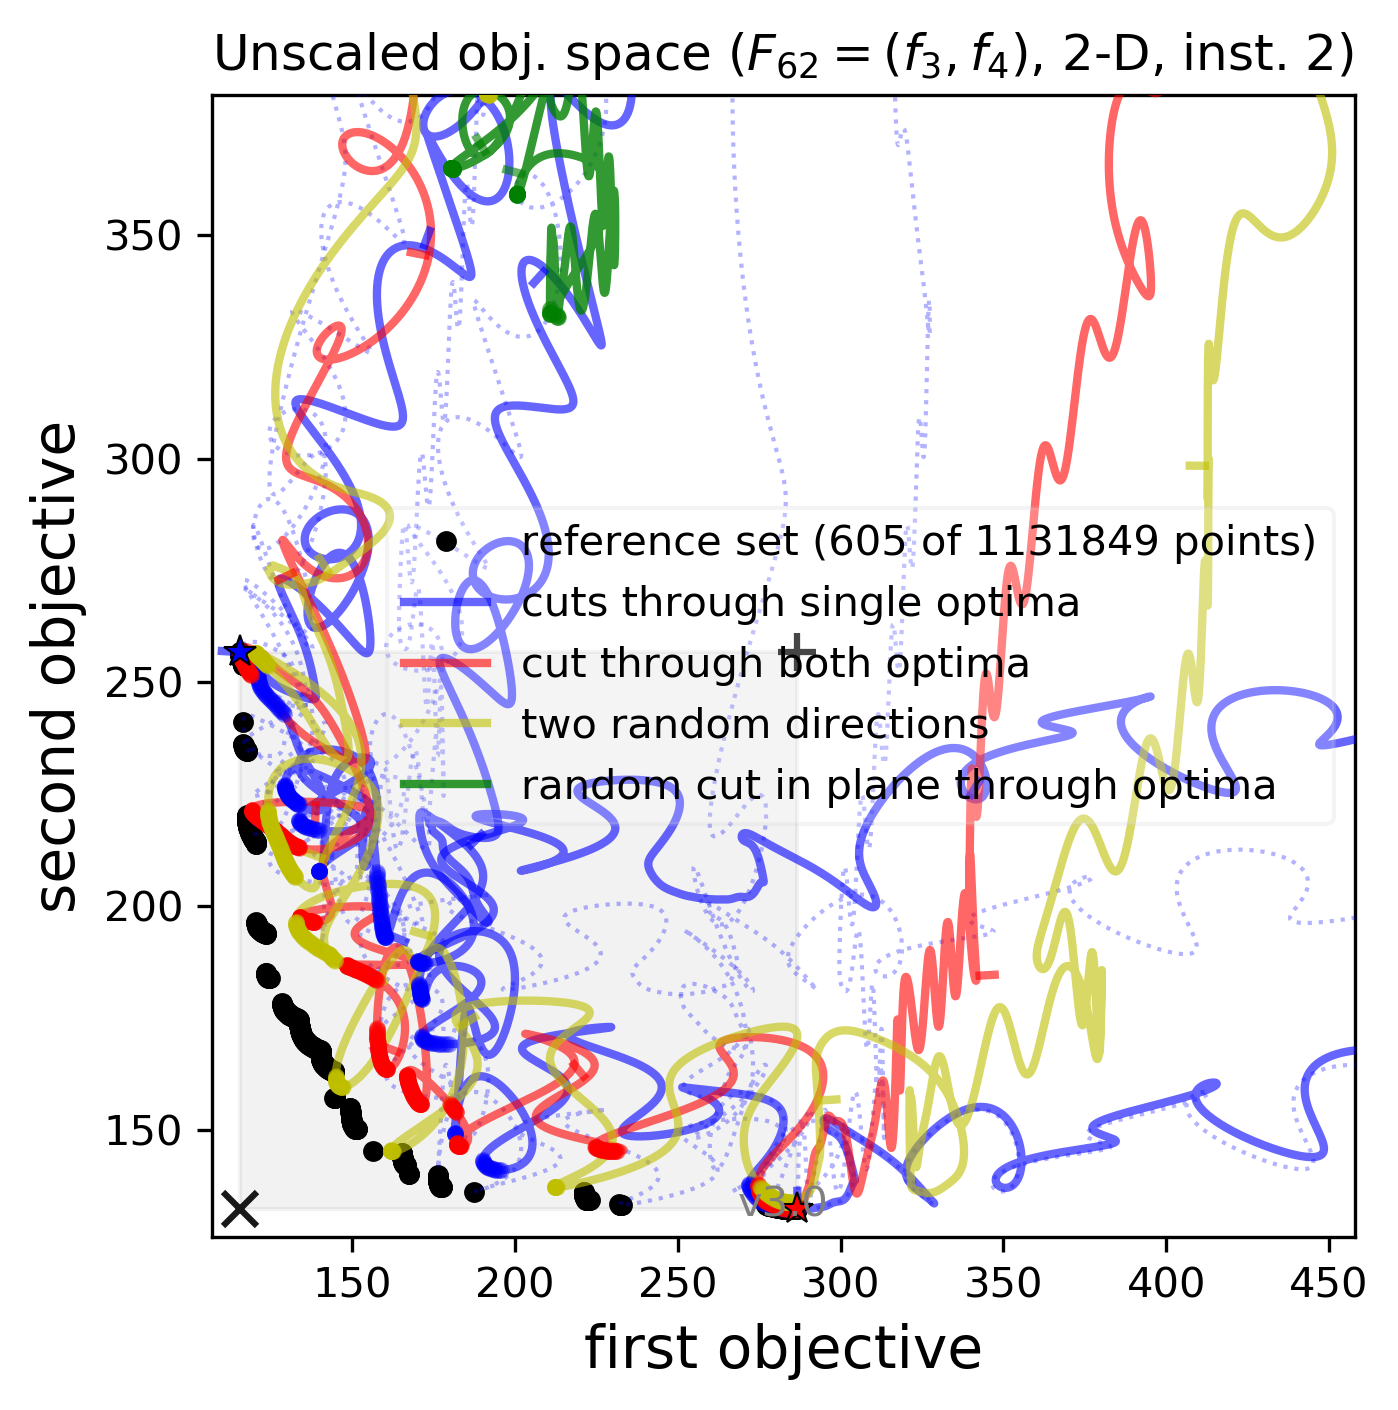 Unscaled obj. space (F₆₂ = (f₃, f₄), 2-D, inst. 2)
second objective
350
300
250
200
150
reference set (605 of 1131849 points)
cuts through single optima
cut through both optima
two random directions
random cut in plane through optima
150
200
250
300
350
400
450
first objective